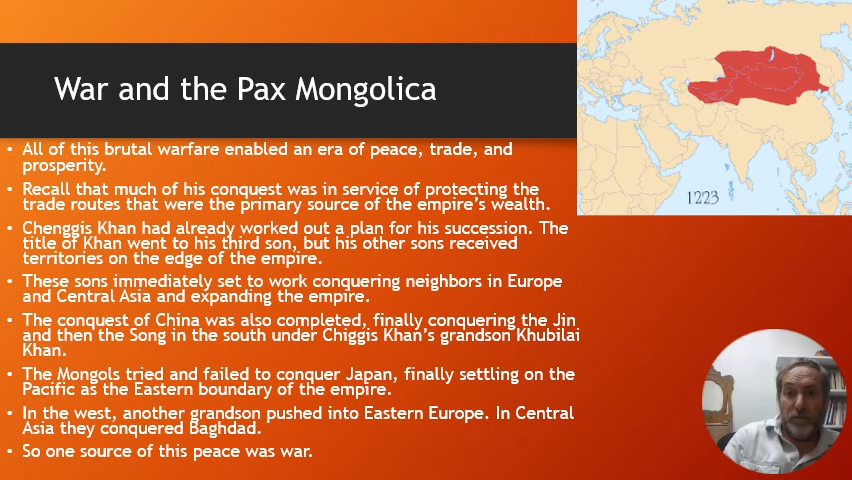 War and the Pax Mongolica
1223
• All of this brutal warfare enabled an era of peace, trade, and
prosperity.
• Recall that much of his conquest was in service of protecting the
trade routes that were the primary source of the empire's wealth.
• Chenggis Khan had already worked out a plan for his succession. The
title of Khan went to his third son, but his other sons received
territories on the edge of the empire.
• These sons immediately set to work conquering neighbors in Europe
and Central Asia and expanding the empire.
• The conquest of China was also completed, finally conquering the Jin
and then the Song in the south under Chiggis Khan's grandson Khubilai
Khan.
• The Mongols tried and failed to conquer Japan, finally settling on the
Pacific as the Eastern boundary of the empire.
• In the west, another grandson pushed into Eastern Europe. In Central
Asia they conquered Baghdad.
• So one source of this peace was war.